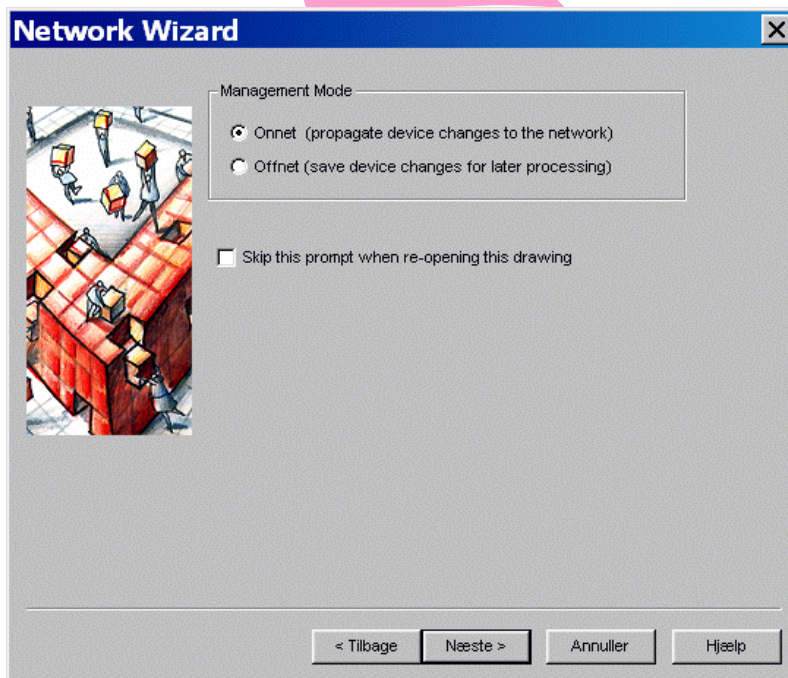 Network Wizard
Management Mode
Onnet (propagate device changes to the network)
Offnet (save device changes for later processing)
Skip this prompt when re-opening this drawing
< Tilbage
Næste >
Annuller
Hjælp